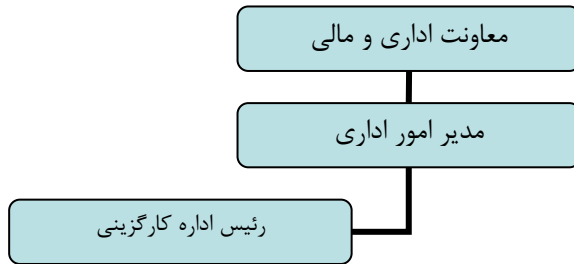 معاونت اداری و مالی
مدیر امور اداری
رئیس اداره کارگزینی